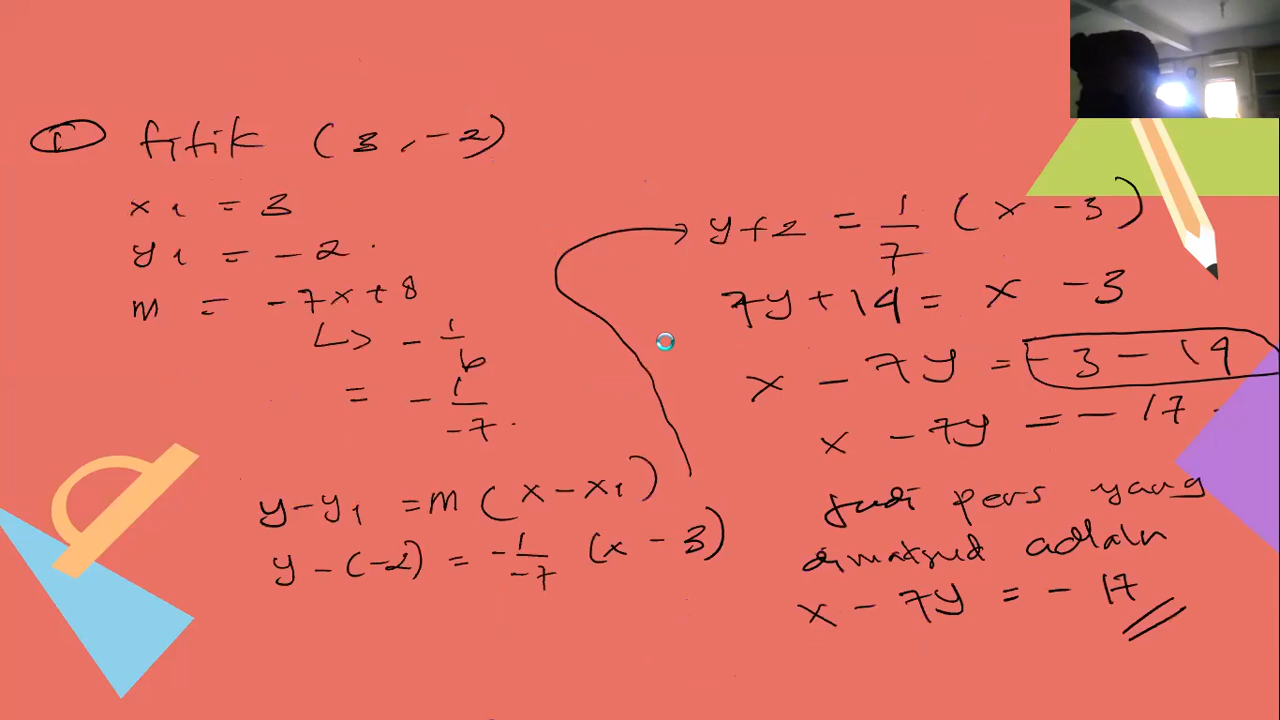 ① titik (3, -2)
x₁ = 3
y₁ = -2.
m = -7x + 8
↳ -1/b
= -1/-7.
y - y₁ = m (x - x₁)
y - (-2) = -1/-7 (x - 3)
y + 2 = 1/7 (x - 3)
7y + 14 = x - 3
x - 7y = -3 - 14
x - 7y = -17
Jadi pers yang
dimaksud adlaln
x - 7y = -17